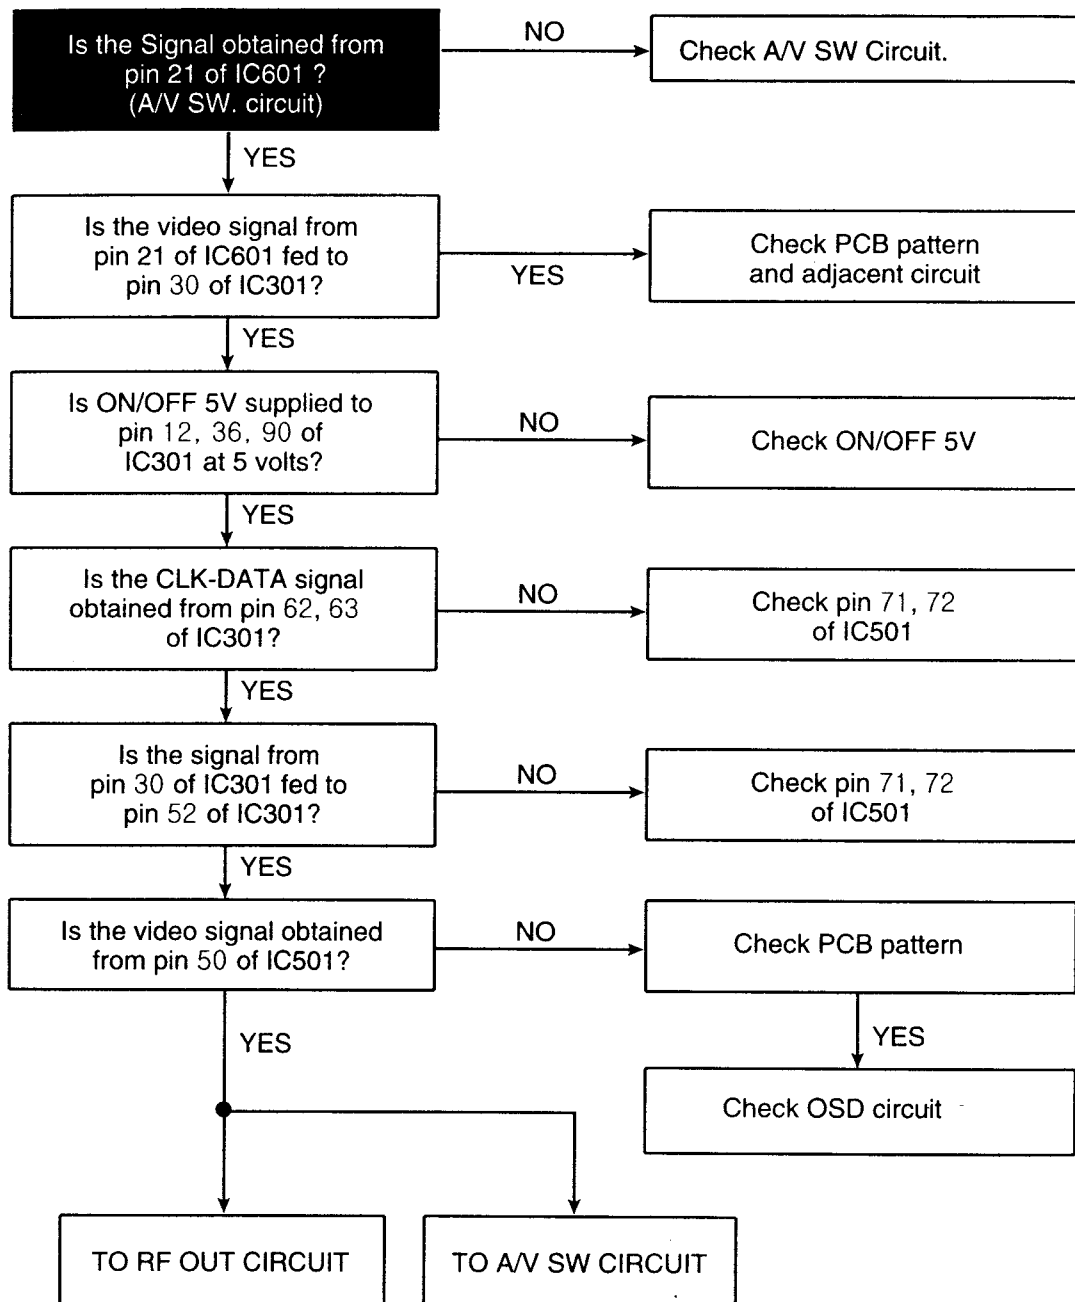 Is the Signal obtained from
pin 21 of IC601 ?
(A/V SW. circuit)
NO
Check A/V SW Circuit.
YES
Is the video signal from
pin 21 of IC601 fed to
pin 30 of IC301?
YES
Check PCB pattern
and adjacent circuit
YES
Is ON/OFF 5V supplied to
pin 12, 36, 90 of
IC301 at 5 volts?
NO
Check ON/OFF 5V
YES
Is the CLK-DATA signal
obtained from pin 62, 63
of IC301?
NO
Check pin 71, 72
of IC501
YES
Is the signal from
pin 30 of IC301 fed to
pin 52 of IC301?
NO
Check pin 71, 72
of IC501
YES
Is the video signal obtained
from pin 50 of IC501?
NO
Check PCB pattern
YES
YES
Check OSD circuit
TO RF OUT CIRCUIT
TO A/V SW CIRCUIT